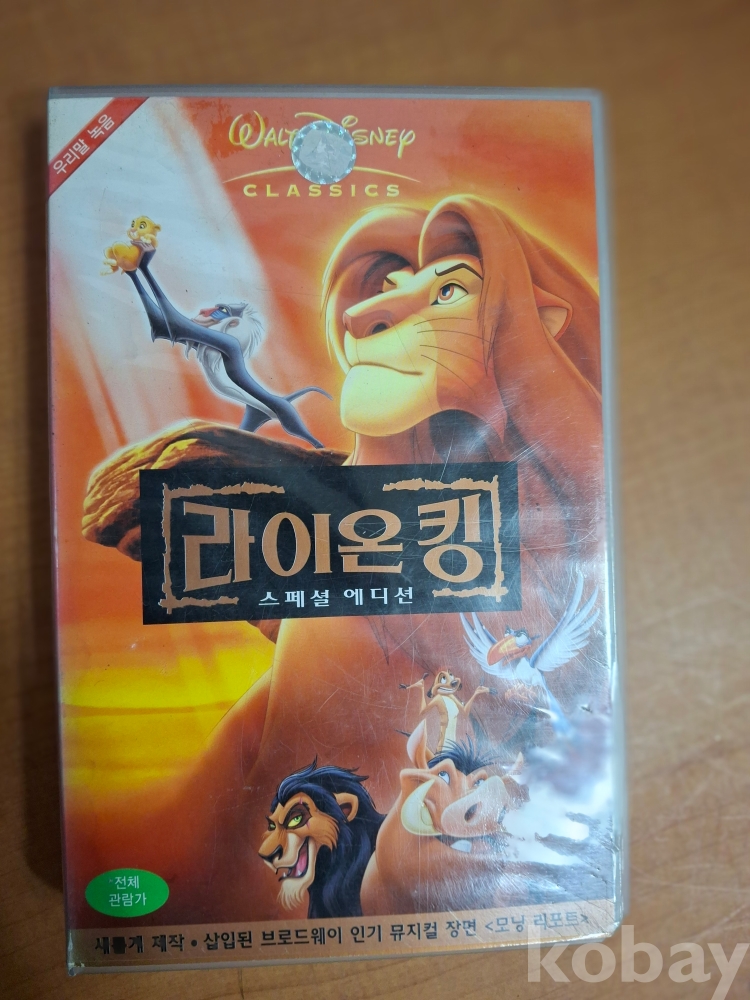 우리말 녹음
WALT DISNEY
CLASSICS
라이온 킹
스페셜 에디션
전체
관람가
새롭게 제작 • 삽입된 브로드웨이 인기 뮤지컬 장면 <모닝 리포트>
kobay